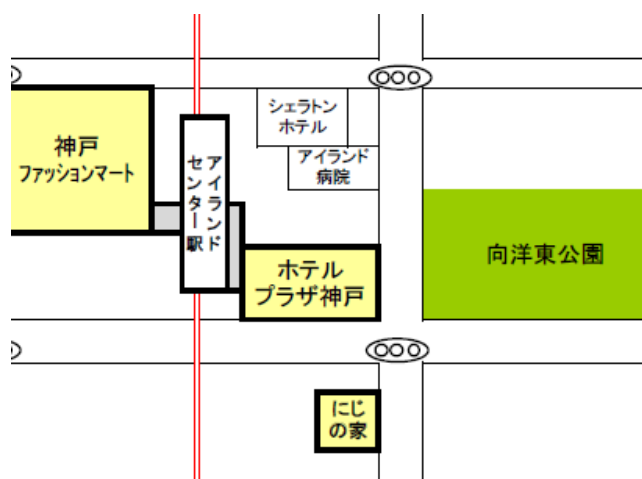 シェラトン
ホテル
アイランド
病院
神戸
ファッションマート
アイランド
センター駅
向洋東公園
ホテル
プラザ神戸
にじ
の家